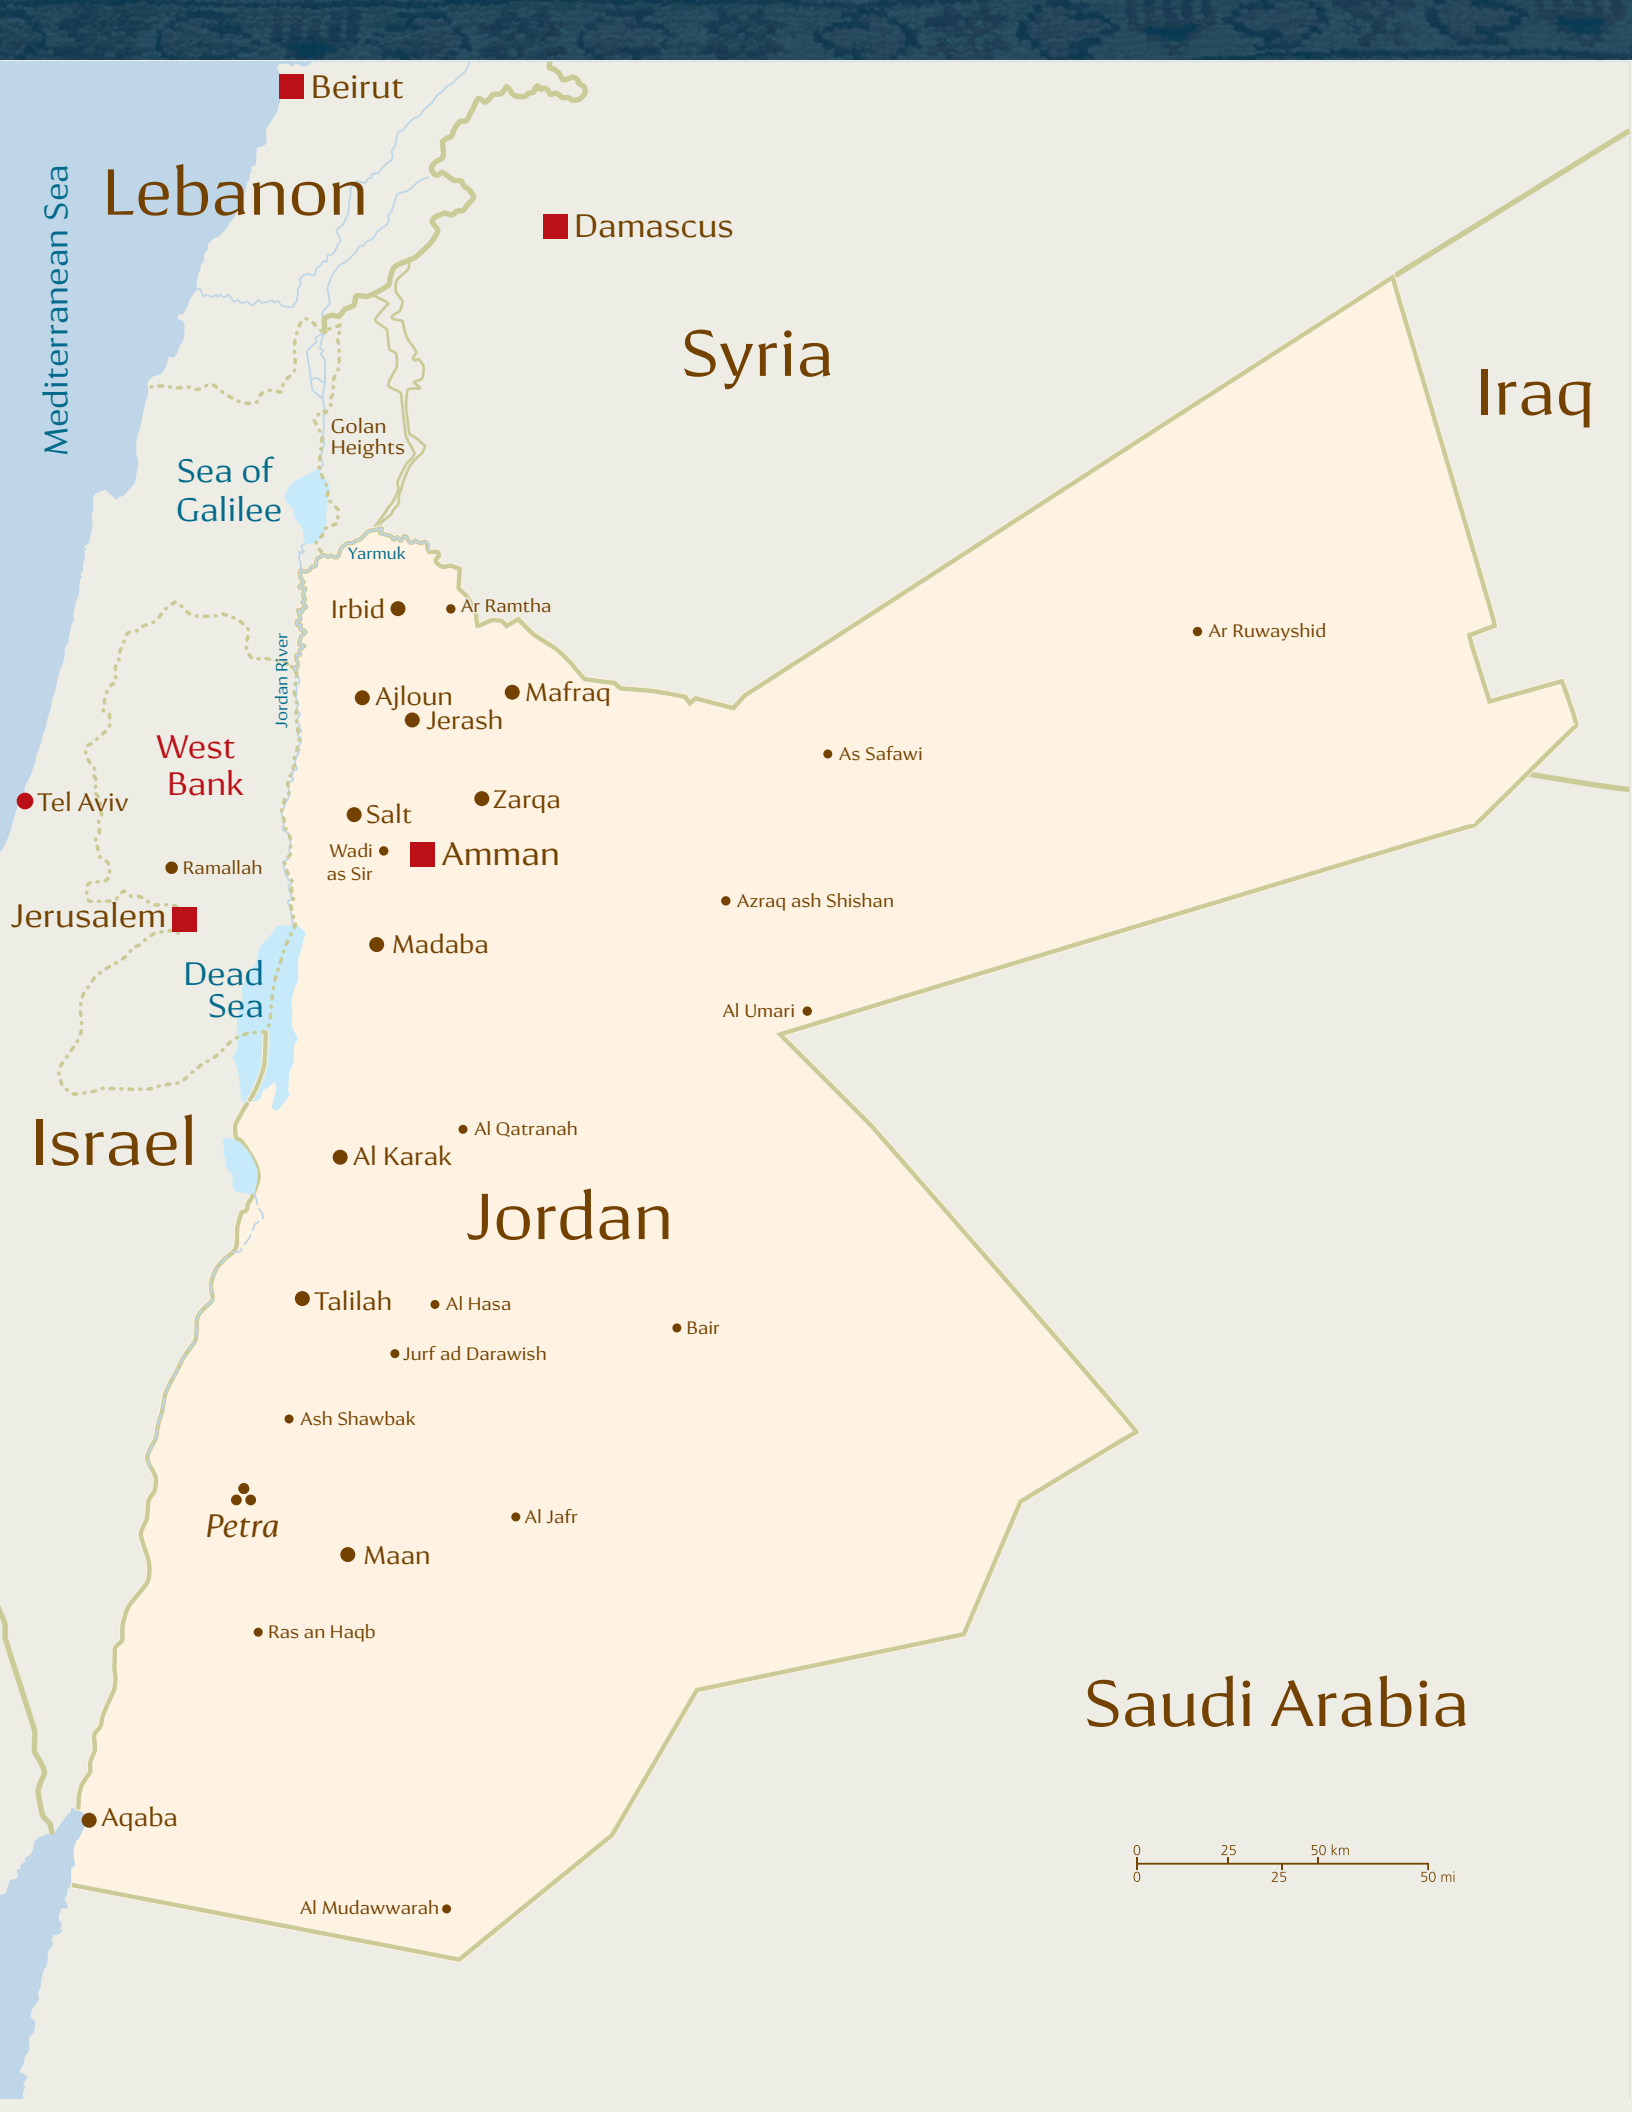 Beirut
Lebanon
Mediterranean Sea
Damascus
Syria
Iraq
Golan
Heights
Sea of
Galilee
Yarmuk
Irbid
Ar Ramtha
Ar Ruwayshid
Jordan River
Ajloun
Mafraq
Jerash
West
Bank
As Safawi
Tel Aviv
Zarqa
Salt
Wadi
as Sir
Amman
Ramallah
Azraq ash Shishan
Jerusalem
Madaba
Dead
Sea
Al Umari
Israel
Al Qatranah
Al Karak
Jordan
Talilah
Al Hasa
Bair
Jurf ad Darawish
Ash Shawbak
Petra
Al Jafr
Maan
Ras an Haqb
Saudi Arabia
Aqaba
0 25 50 km
0 25 50 mi
Al Mudawwarah